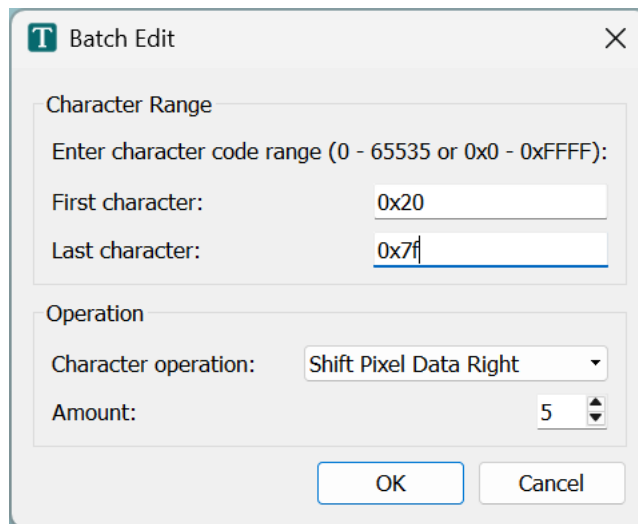 T Batch Edit
Character Range
Enter character code range (0 - 65535 or 0x0 - 0xFFFF):
First character: 0x20
Last character: 0x7f
Operation
Character operation: Shift Pixel Data Right
Amount: 5
OK Cancel